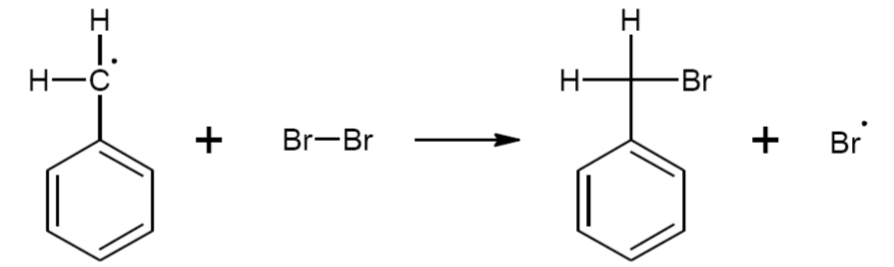 H
H
H–C· H–Br
+ Br–Br + Br·